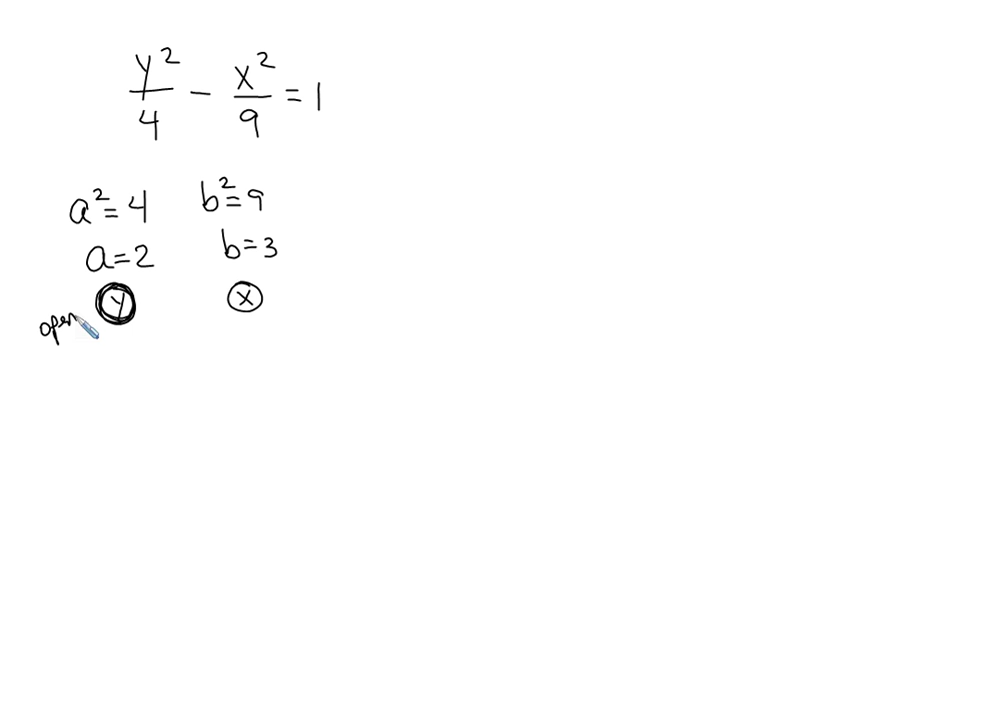 y²/4 - x²/9 = 1
a² = 4 b² = 9
a = 2 b = 3
y x
open